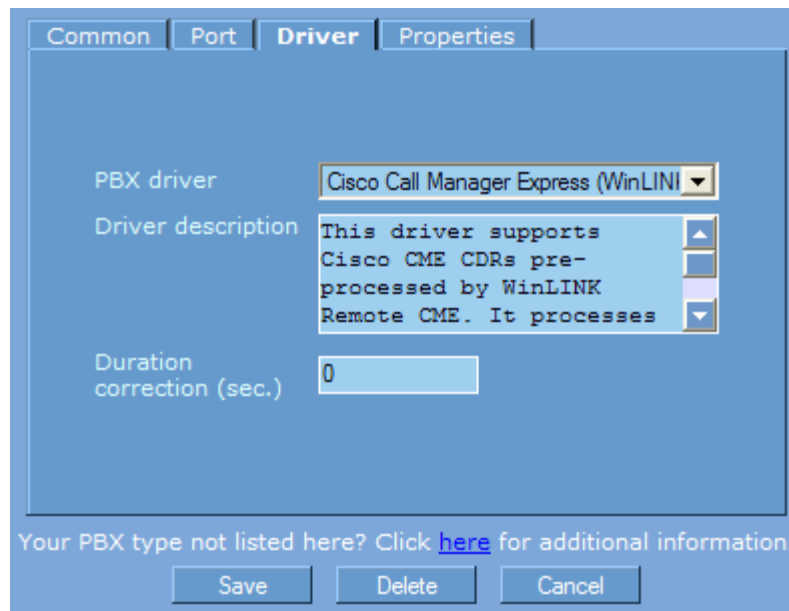 Common Port Driver Properties
PBX driver Cisco Call Manager Express (WinLIN
Driver description
This driver supports
Cisco CME CDRs pre-
processed by WinLINK
Remote CME. It processes
Duration
correction (sec.)
0
Your PBX type not listed here? Click here for additional information
Save Delete Cancel